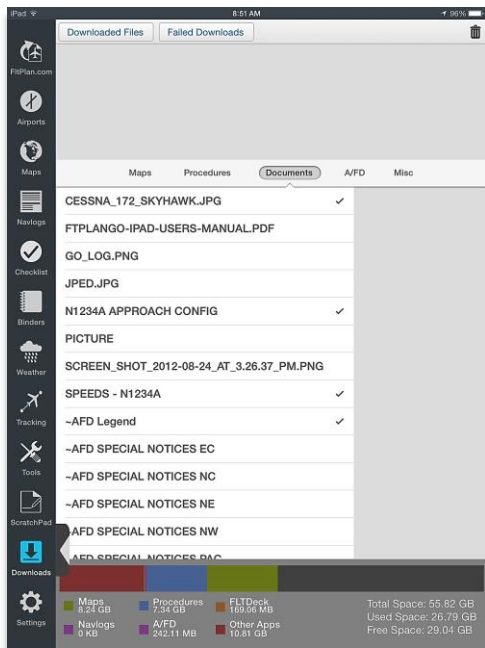 iPad 8:51 AM 96%
Downloaded Files Failed Downloads
FltPlan.com
Airports
Maps
Navlogs
Checklist
Binders
Weather
Tracking
Tools
ScratchPad
Downloads
Settings
Maps Procedures Documents A/FD Misc
CESSNA_172_SKYHAWK.JPG
FTPLANGO-IPAD-USERS-MANUAL.PDF
GO_LOG.PNG
JPED.JPG
N1234A APPROACH CONFIG
PICTURE
SCREEN_SHOT_2012-08-24_AT_3.26.37_PM.PNG
SPEEDS - N1234A
~AFD Legend
~AFD SPECIAL NOTICES EC
~AFD SPECIAL NOTICES NC
~AFD SPECIAL NOTICES NE
~AFD SPECIAL NOTICES NW
~AFD SPECIAL NOTICES PAC
Maps
8.24 GB
Procedures
7.34 GB
FLTDeck
169.06 MB
Navlogs
0 KB
A/FD
242.11 MB
Other Apps
10.81 GB
Total Space: 55.82 GB
Used Space: 26.79 GB
Free Space: 29.04 GB